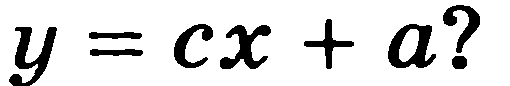 y = cx + a?